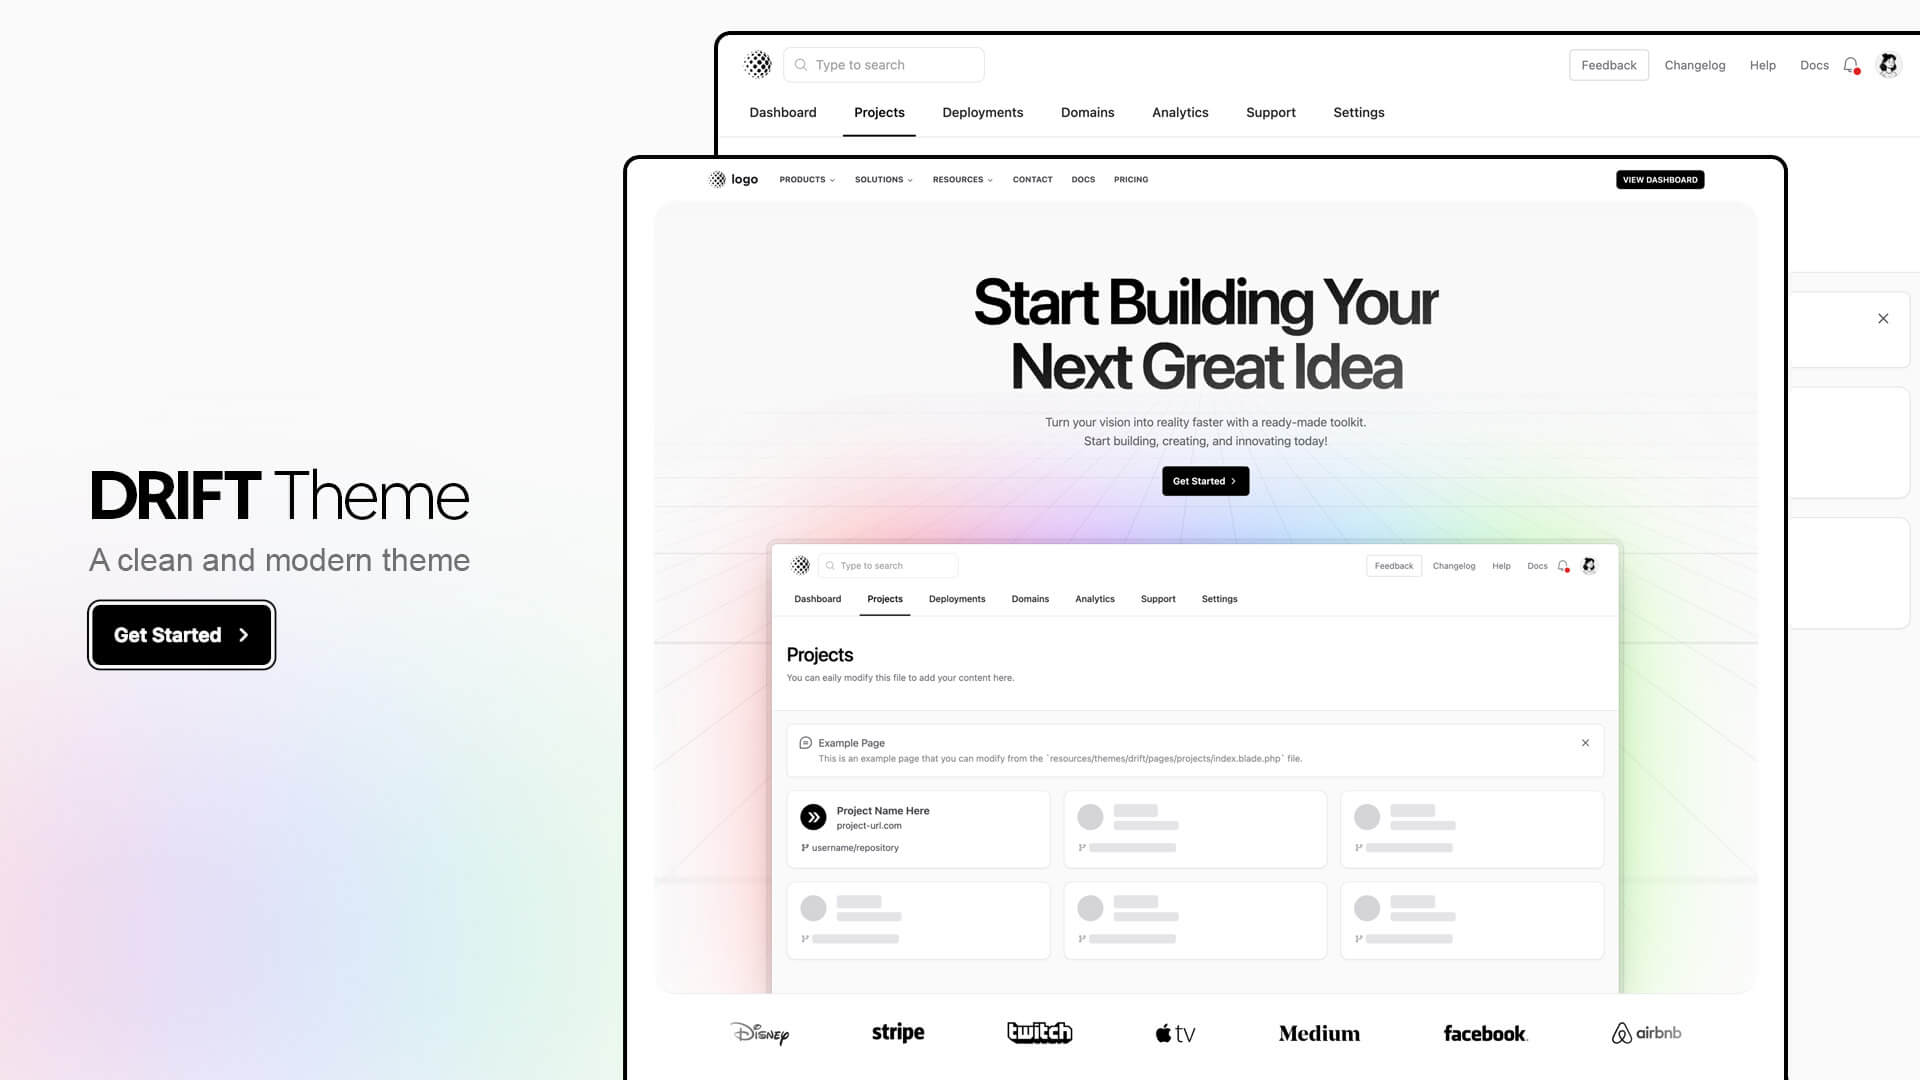 Type to search
Feedback
Changelog
Help
Docs
Dashboard
Projects
Deployments
Domains
Analytics
Support
Settings
logo
PRODUCTS
SOLUTIONS
RESOURCES
CONTACT
DOCS
PRICING
VIEW DASHBOARD
Start Building Your
Next Great Idea
Turn your vision into reality faster with a ready-made toolkit.
Start building, creating, and innovating today!
Get Started
DRIFT Theme
A clean and modern theme
Get Started
Type to search
Feedback
Changelog
Help
Docs
Dashboard
Projects
Deployments
Domains
Analytics
Support
Settings
Projects
You can eaily modify this file to add your content here.
Example Page
This is an example page that you can modify from the `resources/themes/drift/pages/projects/index.blade.php` file.
Project Name Here
project-url.com
username/repository
Disney
stripe
twitch
tv
Medium
facebook.
airbnb